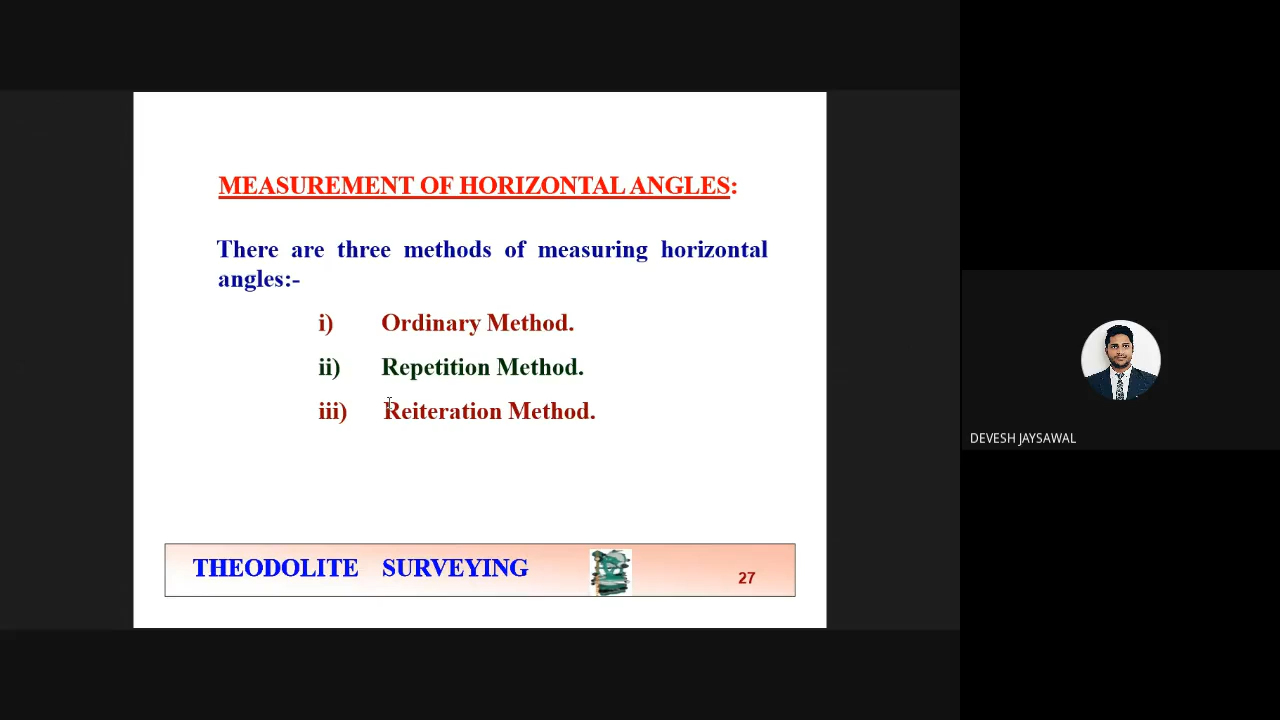 MEASUREMENT OF HORIZONTAL ANGLES:
There are three methods of measuring horizontal
angles:-
i) Ordinary Method.
ii) Repetition Method.
iii) Reiteration Method.
THEODOLITE SURVEYING
27
DEVESH JAYSAWAL